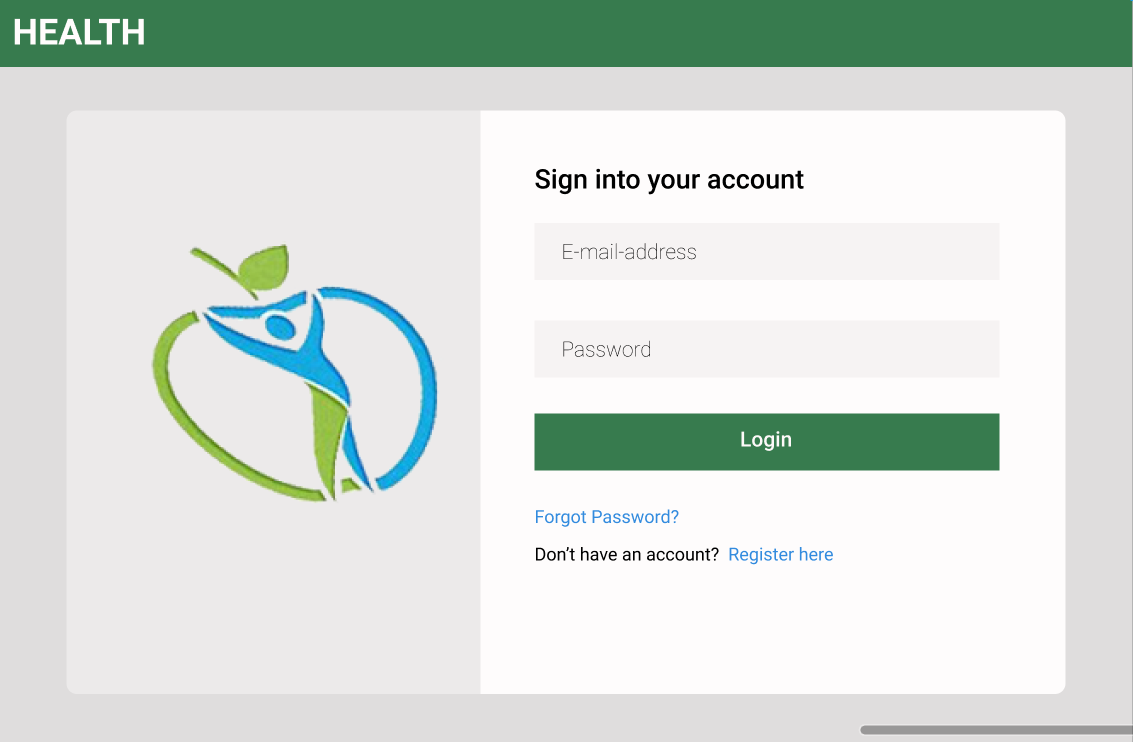 HEALTH
Sign into your account
E-mail-address
Password
Login
Forgot Password?
Don’t have an account? Register here